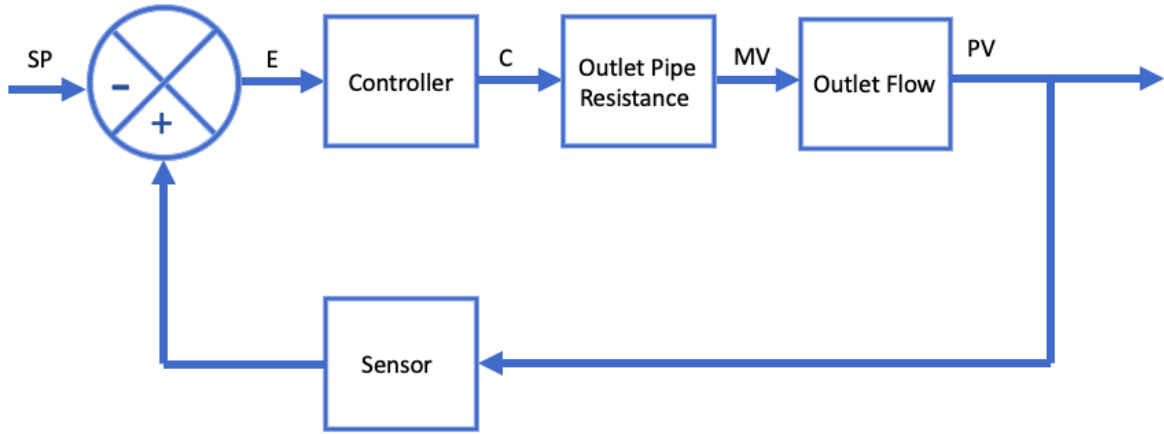 SP
-
+
E
Controller
C
Outlet Pipe
Resistance
MV
Outlet Flow
PV
Sensor